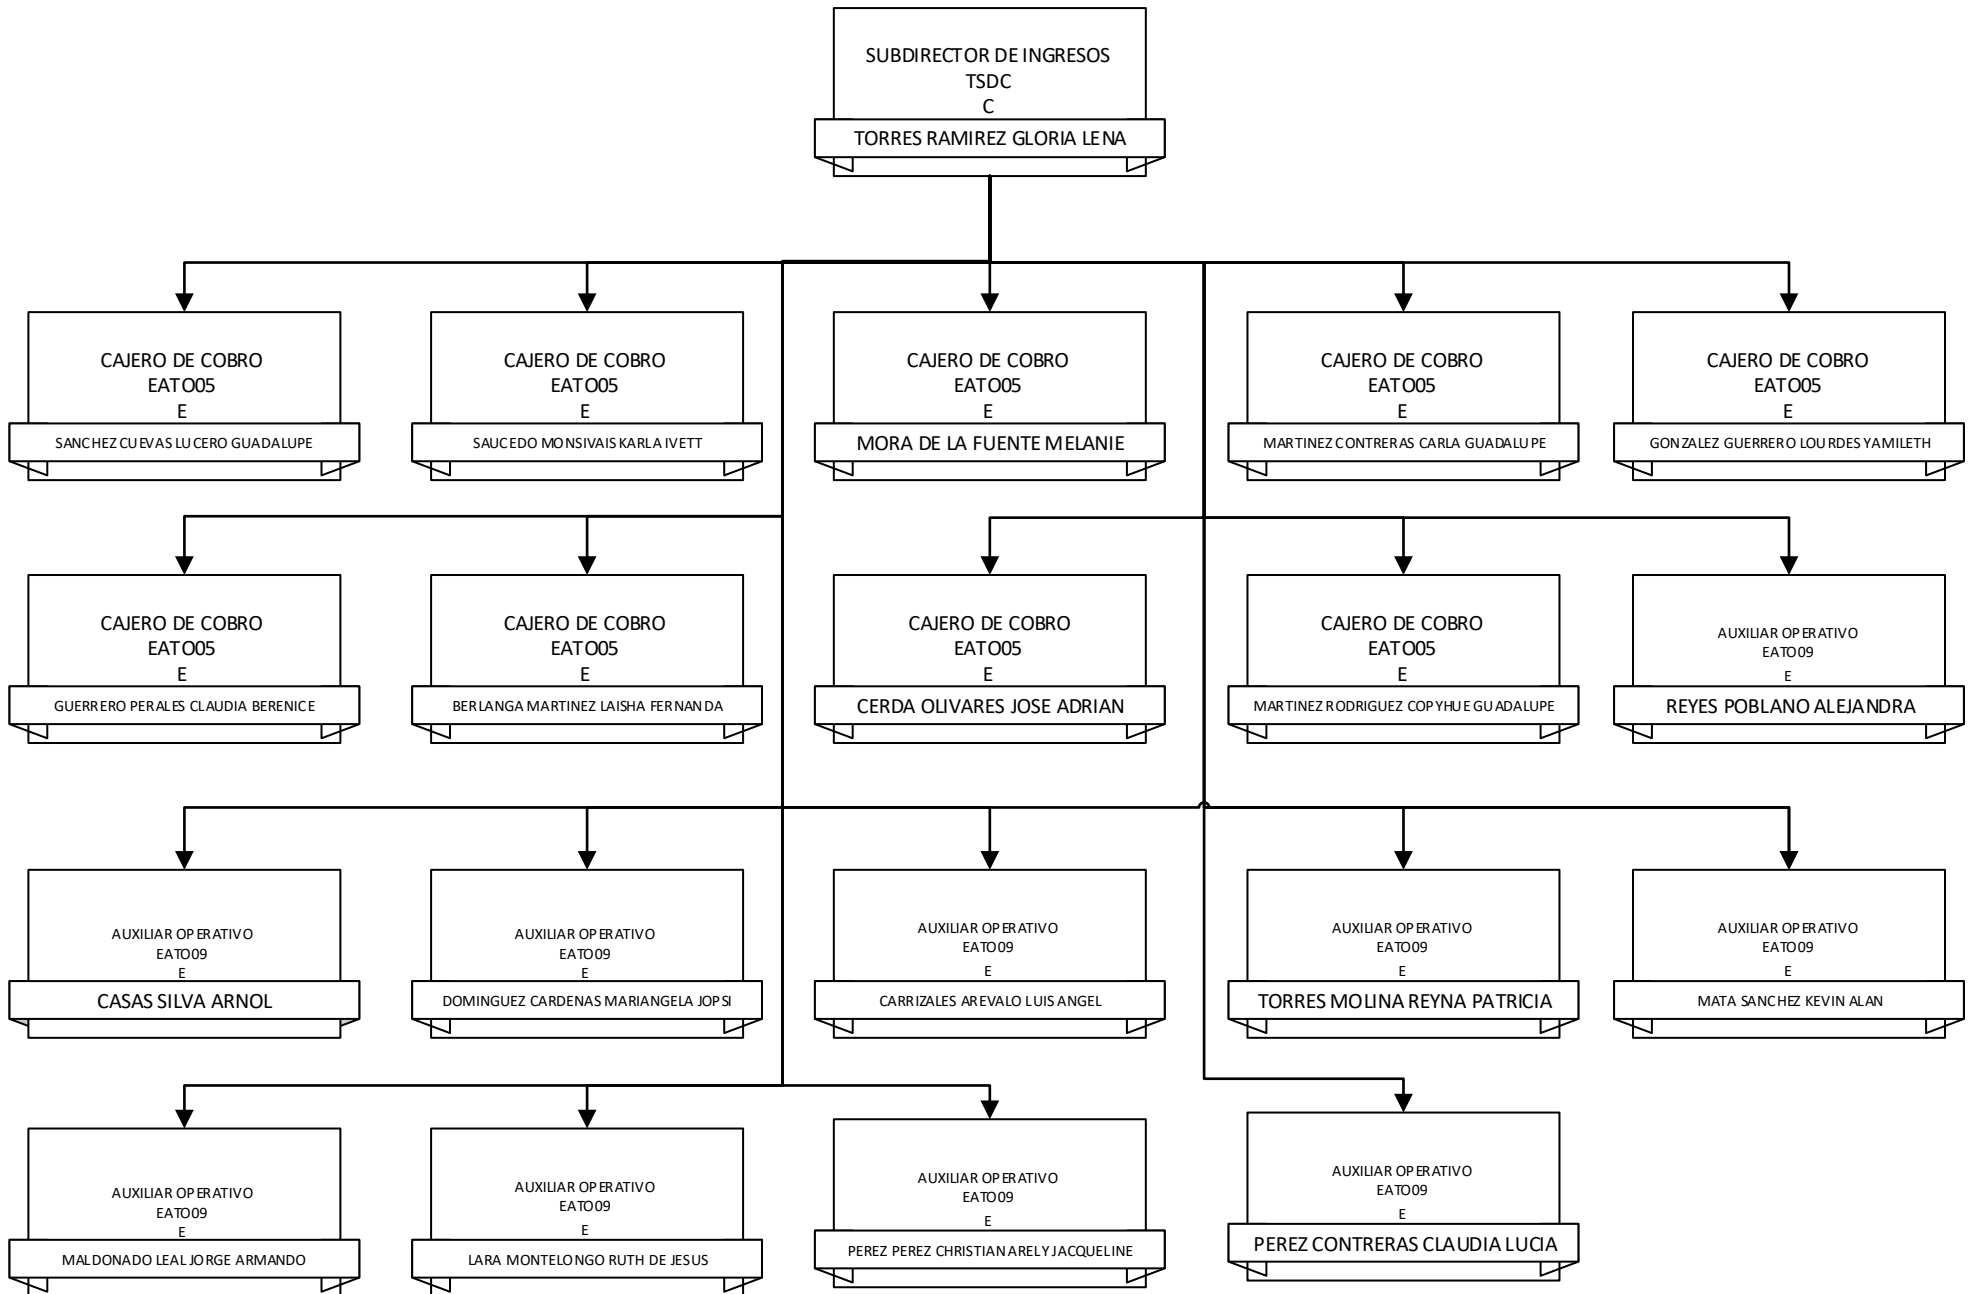 SUBDIRECTOR DE INGRESOS
TSDC
C
TORRES RAMIREZ GLORIA LENA
CAJERO DE COBRO
EATO05
E
SANCHEZ CUEVAS LUCERO GUADALUPE
CAJERO DE COBRO
EATO05
E
SAUCEDO MONSIVAIS KARLA IVETT
CAJERO DE COBRO
EATO05
E
MORA DE LA FUENTE MELANIE
CAJERO DE COBRO
EATO05
E
MARTINEZ CONTRERAS CARLA GUADALUPE
CAJERO DE COBRO
EATO05
E
GONZALEZ GUERRERO LOURDES YAMILETH
CAJERO DE COBRO
EATO05
E
GUERRERO PERALES CLAUDIA BERENICE
CAJERO DE COBRO
EATO05
E
BERLANGA MARTINEZ LAISHA FERNANDA
CAJERO DE COBRO
EATO05
E
CERDA OLIVARES JOSE ADRIAN
CAJERO DE COBRO
EATO05
E
MARTINEZ RODRIGUEZ COPYHUE GUADALUPE
AUXILIAR OPERATIVO
EATO09
E
REYES POBLANO ALEJANDRA
AUXILIAR OPERATIVO
EATO09
E
CASAS SILVA ARNOL
AUXILIAR OPERATIVO
EATO09
E
DOMINGUEZ CARDENAS MARIANGELA JOPSI
AUXILIAR OPERATIVO
EATO09
E
CARRIZALES AREVALO LUIS ANGEL
AUXILIAR OPERATIVO
EATO09
E
TORRES MOLINA REYNA PATRICIA
AUXILIAR OPERATIVO
EATO09
E
MATA SANCHEZ KEVIN ALAN
AUXILIAR OPERATIVO
EATO09
E
MALDONADO LEAL JORGE ARMANDO
AUXILIAR OPERATIVO
EATO09
E
LARA MONTELONGO RUTH DE JESUS
AUXILIAR OPERATIVO
EATO09
E
PEREZ PEREZ CHRISTIAN ARELY JACQUELINE
AUXILIAR OPERATIVO
EATO09
E
PEREZ CONTRERAS CLAUDIA LUCIA